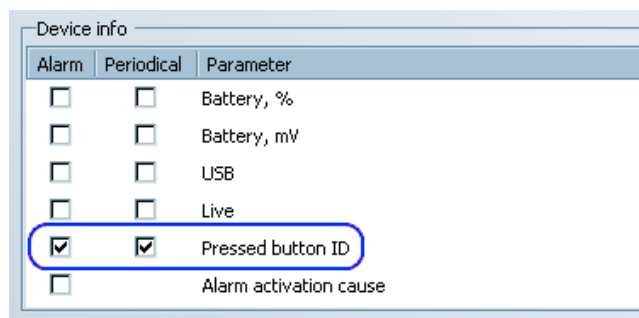 Device info
Alarm Periodical Parameter
Battery, %
Battery, mV
USB
Live
Pressed button ID
Alarm activation cause